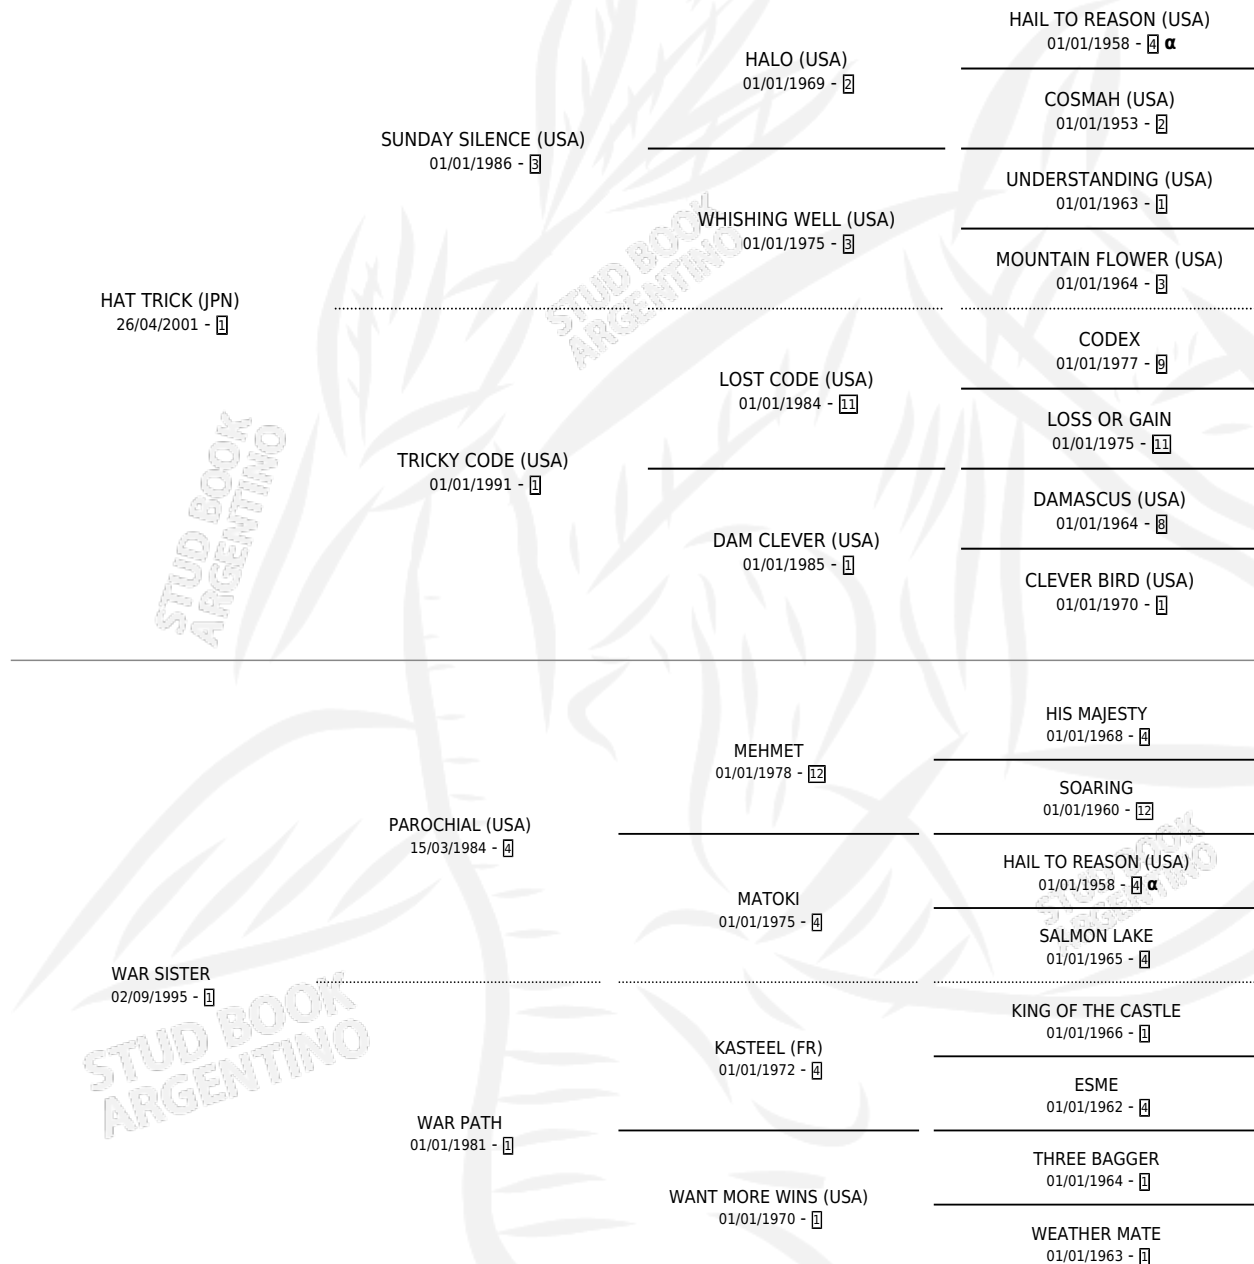 HAIL TO REASON (USA)
01/01/1958 - 4 α
HALO (USA)
01/01/1969 - 2
COSMAH (USA)
01/01/1953 - 2
SUNDAY SILENCE (USA)
01/01/1986 - 3
UNDERSTANDING (USA)
01/01/1963 - 1
WHISHING WELL (USA)
01/01/1975 - 3
MOUNTAIN FLOWER (USA)
01/01/1964 - 3
HAT TRICK (JPN)
26/04/2001 - 1
CODEX
01/01/1977 - 9
LOST CODE (USA)
01/01/1984 - 11
LOSS OR GAIN
01/01/1975 - 11
TRICKY CODE (USA)
01/01/1991 - 1
DAMASCUS (USA)
01/01/1964 - 8
DAM CLEVER (USA)
01/01/1985 - 1
CLEVER BIRD (USA)
01/01/1970 - 1
HIS MAJESTY
01/01/1968 - 4
MEHMET
01/01/1978 - 12
SOARING
01/01/1960 - 12
PAROCHIAL (USA)
15/03/1984 - 4
HAIL TO REASON (USA)
01/01/1958 - 4 α
MATOKI
01/01/1975 - 4
SALMON LAKE
01/01/1965 - 4
WAR SISTER
02/09/1995 - 1
KING OF THE CASTLE
01/01/1966 - 1
KASTEEL (FR)
01/01/1972 - 4
ESME
01/01/1962 - 4
WAR PATH
01/01/1981 - 1
THREE BAGGER
01/01/1964 - 1
WANT MORE WINS (USA)
01/01/1970 - 1
WEATHER MATE
01/01/1963 - 1
STUD BOOK
ARGENTINO
STUD BOOK
ARGENTINO
STUD BOOK
ARGENTINO
STUD BOOK
ARGENTINO